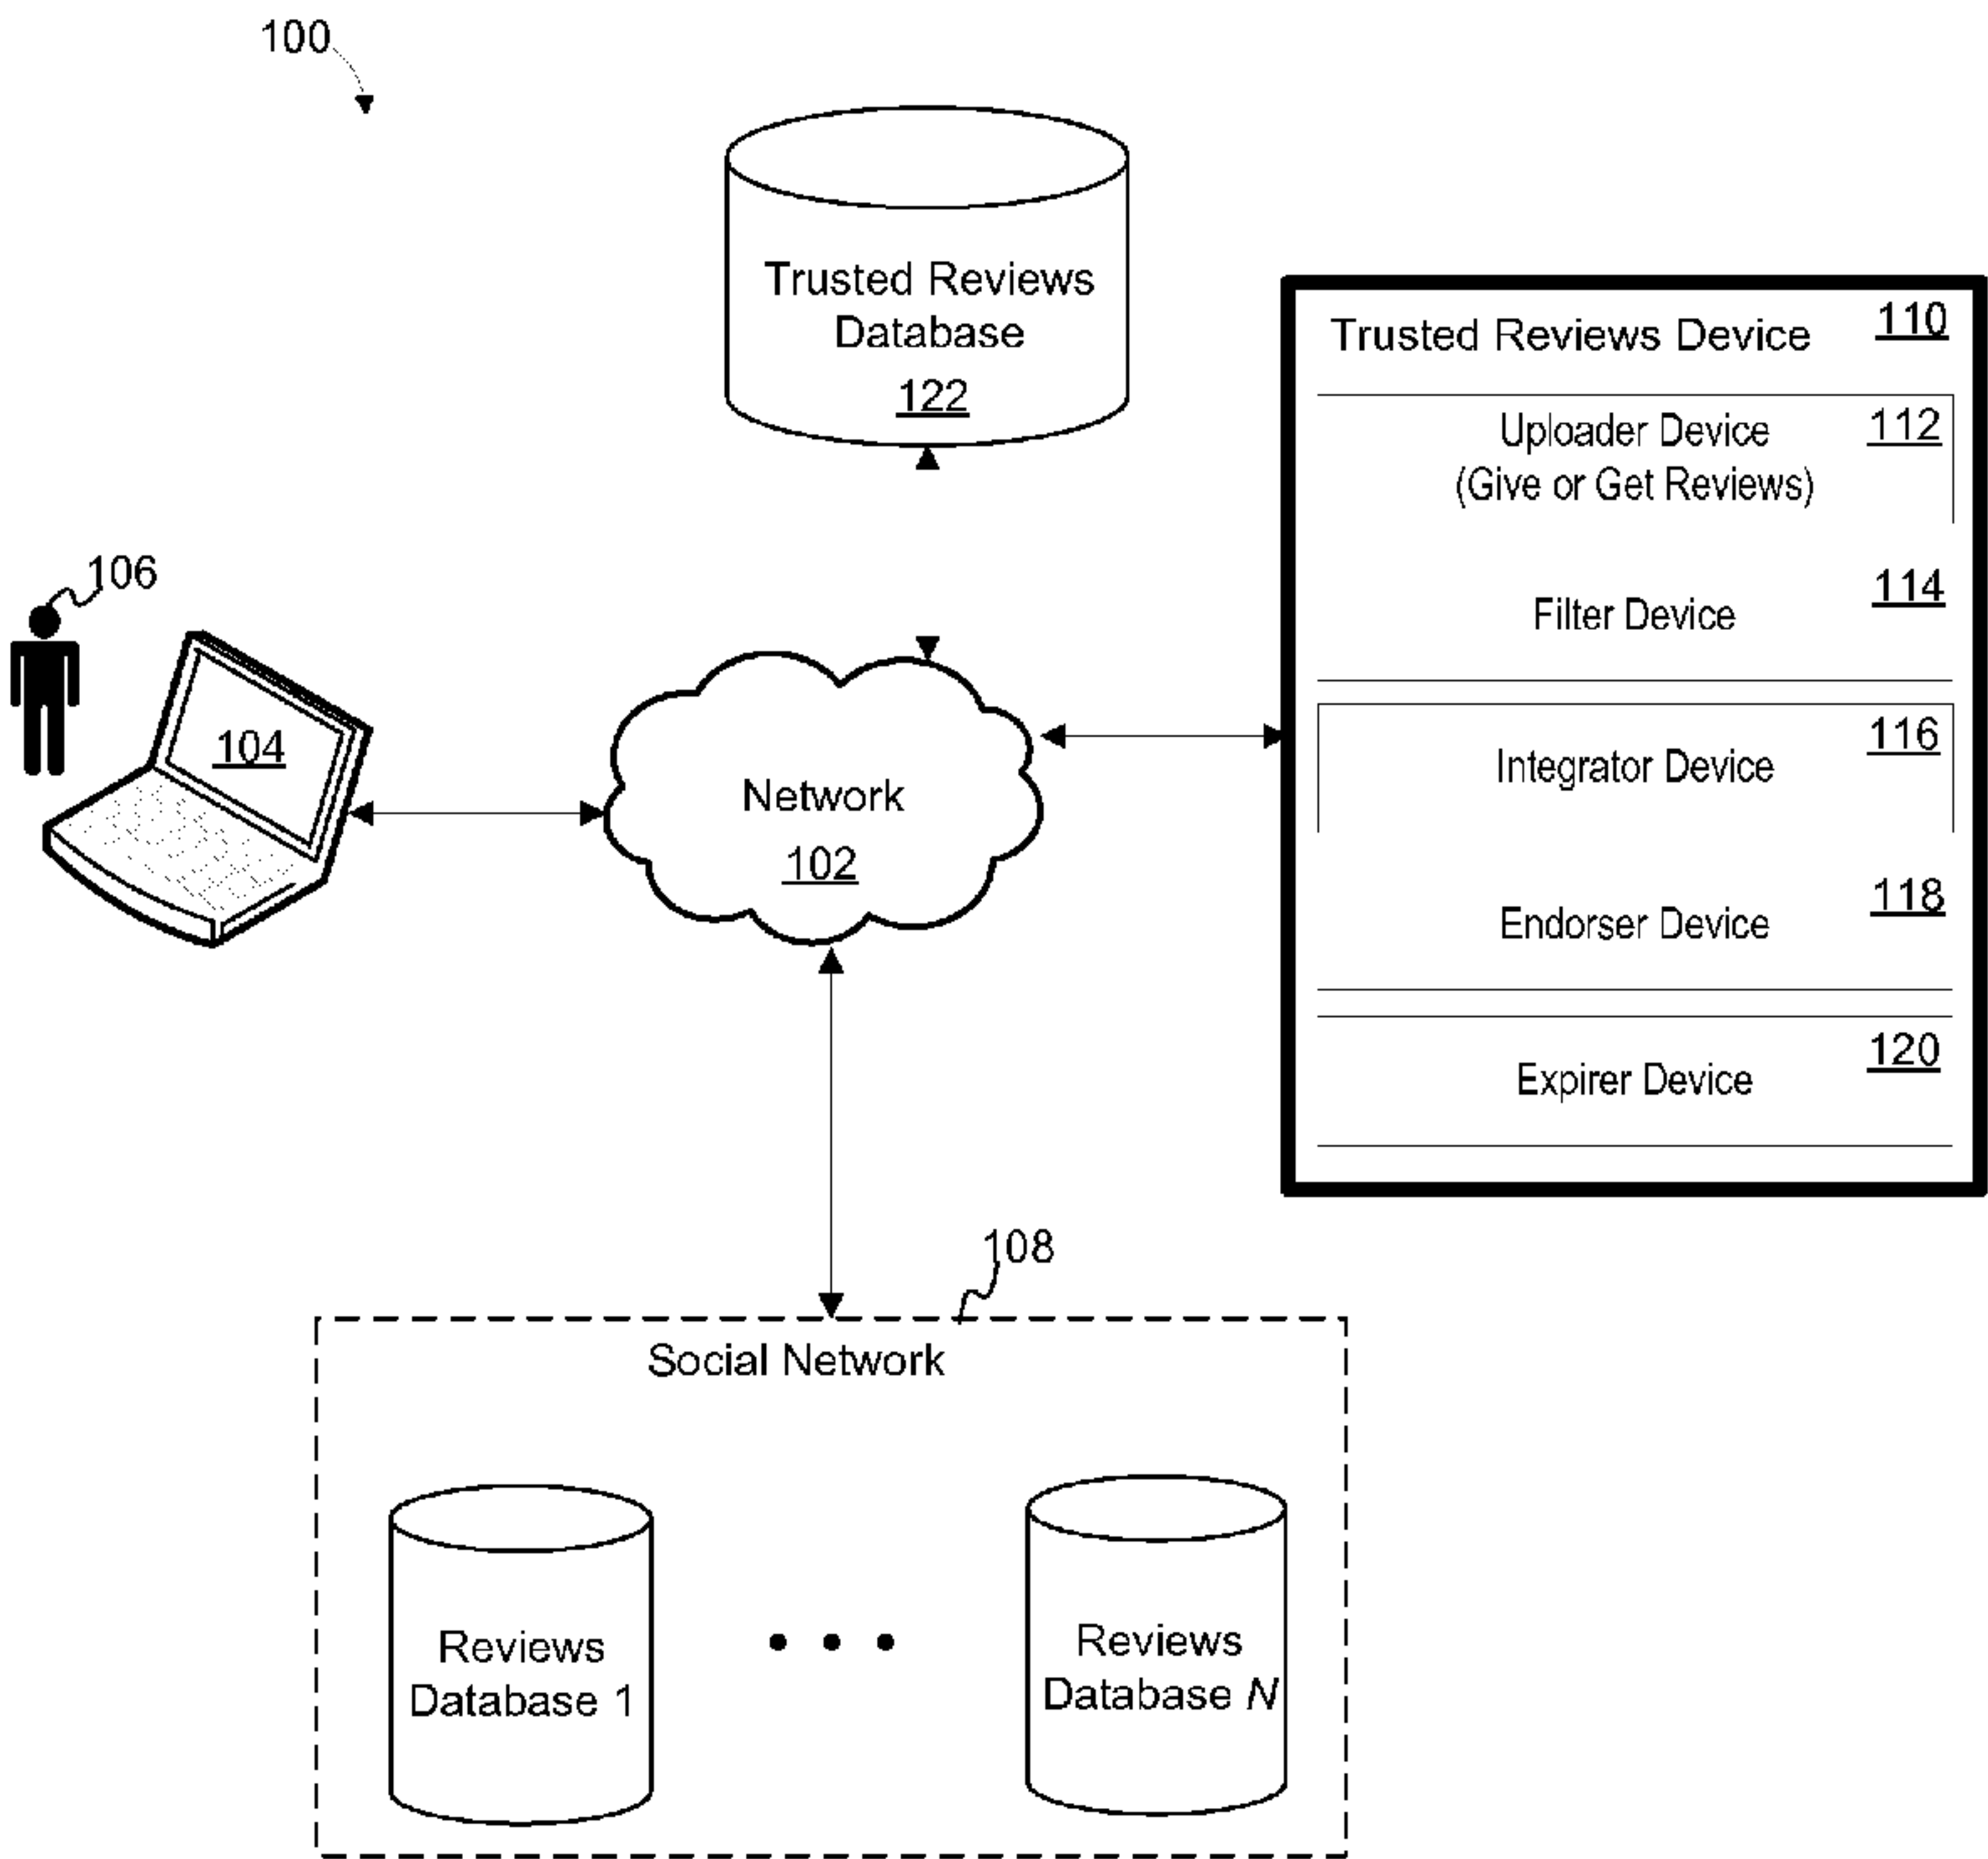 100
Trusted Reviews
Database
122
Trusted Reviews Device
110
Uploader Device
112
(Give or Get Reviews)
Filter Device
114
Integrator Device
116
Endorser Device
118
Expirer Device
120
106
104
Network
102
108
Social Network
Reviews
Database 1
• • •
Reviews
Database N